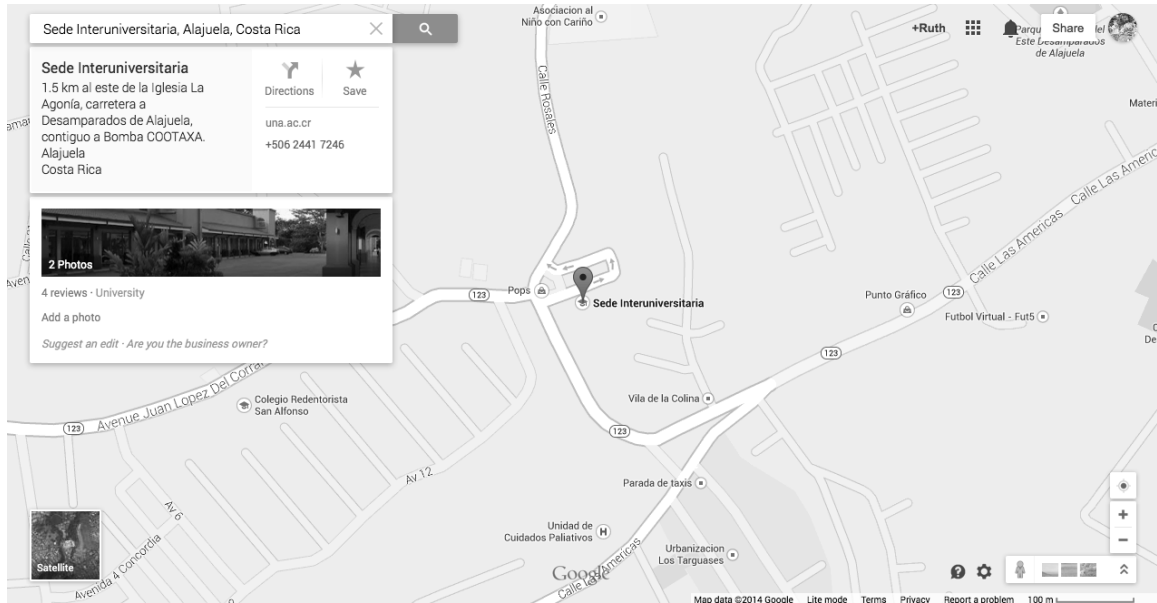 Sede Interuniversitaria, Alajuela, Costa Rica
Sede Interuniversitaria
1.5 km al este de la Iglesia La
Agonía, carretera a
Desamparados de Alajuela,
contiguo a Bomba COOTAXA.
Alajuela
Costa Rica
Directions
Save
una.ac.cr
+506 2441 7246
2 Photos
4 reviews · University
Add a photo
Suggest an edit · Are you the business owner?
+Ruth
Share
Asociacion al
Niño con Cariño
Este Desamparados
de Alajuela
Calle Rosales
Calle Las Americas
Calle Las Americas
123
Pops
Sede Interuniversitaria
Punto Gráfico
123
Futbol Virtual - Fut5
123
Vila de la Colina
Avenue Juan Lopez Del Corral
Colegio Redentorista
San Alfonso
123
123
Av 12
Parada de taxis
Av 6
Unidad de
Cuidados Paliativos
H
Urbanizacion
Los Targuases
Calle Las Americas
Avenida 4 Concordia
Satellite
Google
Map data ©2014 Google
Lite mode
Terms
Privacy
Report a problem
100 m